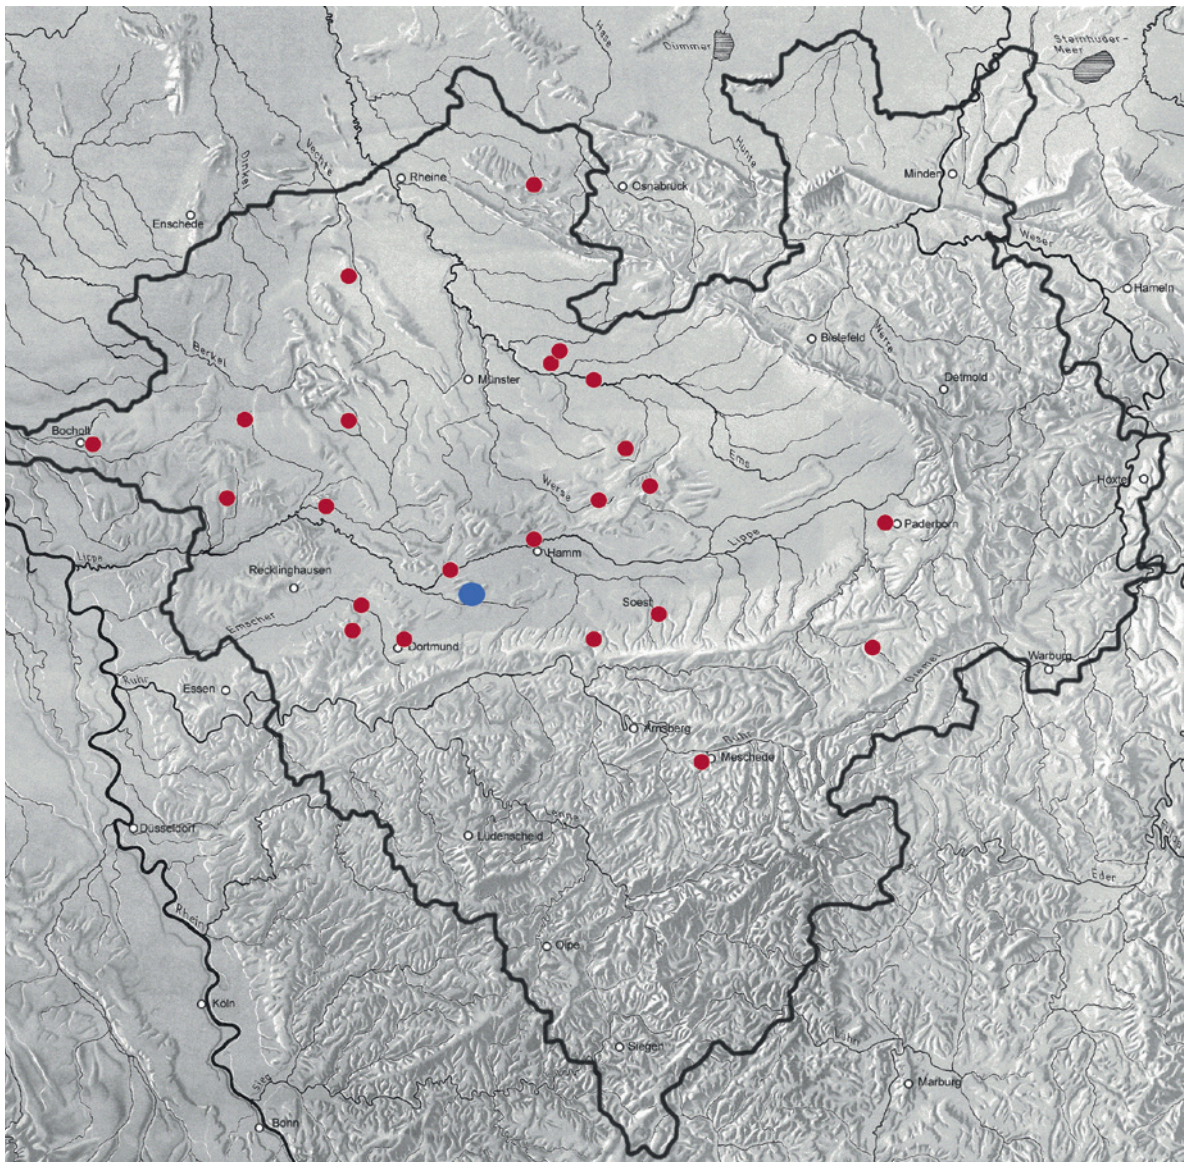 Hase
Dümmer
Steinhuder-
Meer
Hunte
Dinkel
Vechte
Rheine
Osnabrück
Minden
Enschede
Weser
Hameln
Berkel
Bielefeld
Werre
Münster
Detmold
Bocholt
Ems
Werse
Höxter
Lippe
Paderborn
Lippe
Hamm
Recklinghausen
Soest
Emscher
Dortmund
Warburg
Diemel
Ruhr
Essen
Arnsberg
Ruhr
Meschede
Lenne
Düsseldorf
Lüdenscheid
Fulda
Eder
Rhein
Olpe
Köln
Siegen
Lahn
Sieg
Marburg
Bonn